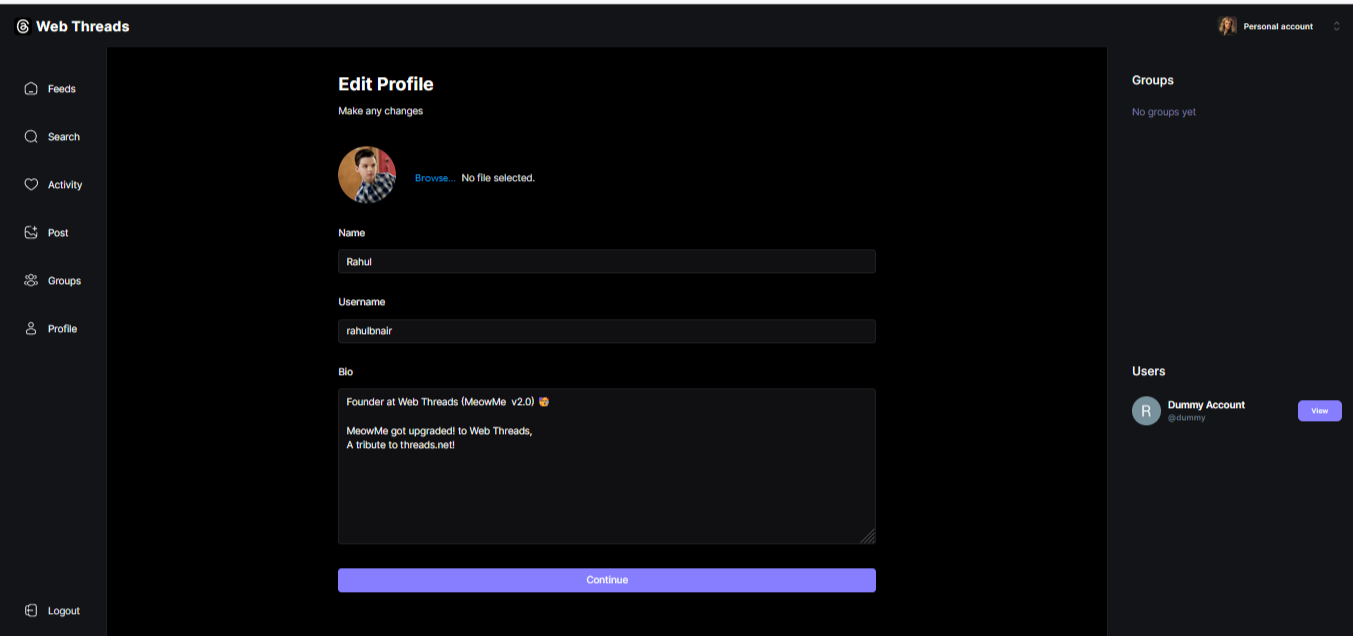 Web Threads
Personal account
Feeds
Search
Activity
Post
Groups
Profile
Logout
Edit Profile
Make any changes
Browse... No file selected.
Name
Rahul
Username
rahulbnair
Bio
Founder at Web Threads (MeowMe v2.0) 😻
MeowMe got upgraded! to Web Threads,
A tribute to threads.net!
Continue
Groups
No groups yet
Users
R
Dummy Account
@dummy
View